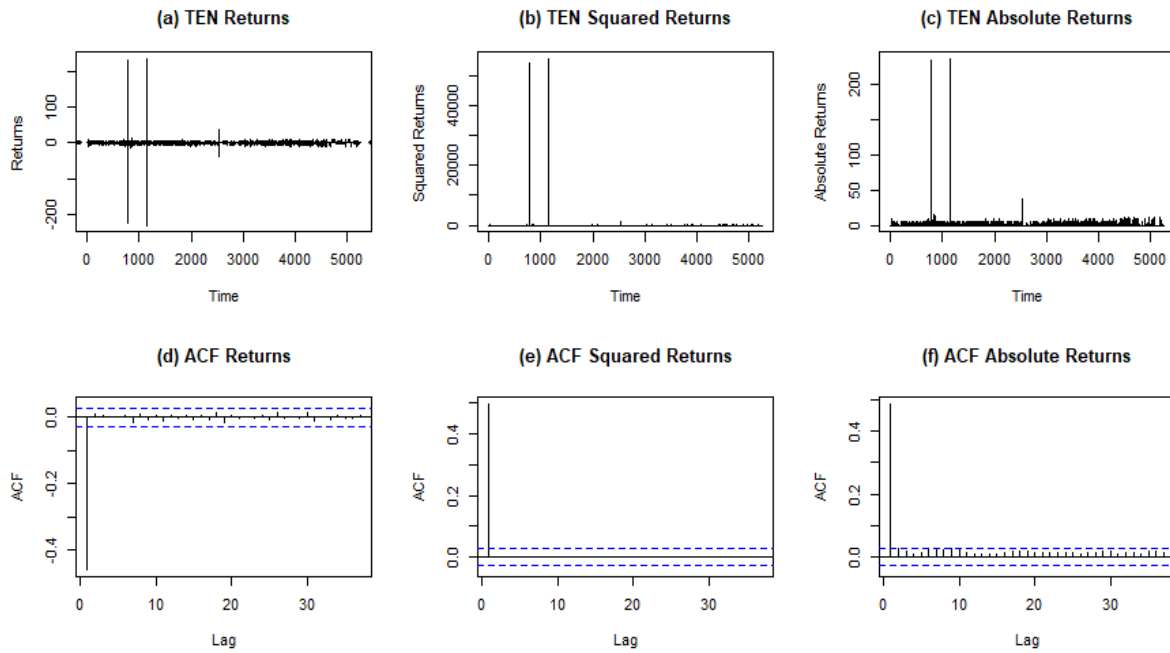 (a) TEN Returns
Returns
-200 0 100
0 1000 2000 3000 4000 5000
Time
(b) TEN Squared Returns
Squared Returns
0 20000 40000
0 1000 2000 3000 4000 5000
Time
(c) TEN Absolute Returns
Absolute Returns
0 50 100 200
0 1000 2000 3000 4000 5000
Time
(d) ACF Returns
ACF
-0.4 -0.2 0.0
0 10 20 30
Lag
(e) ACF Squared Returns
ACF
0.0 0.2 0.4
0 10 20 30
Lag
(f) ACF Absolute Returns
ACF
0.0 0.2 0.4
0 10 20 30
Lag